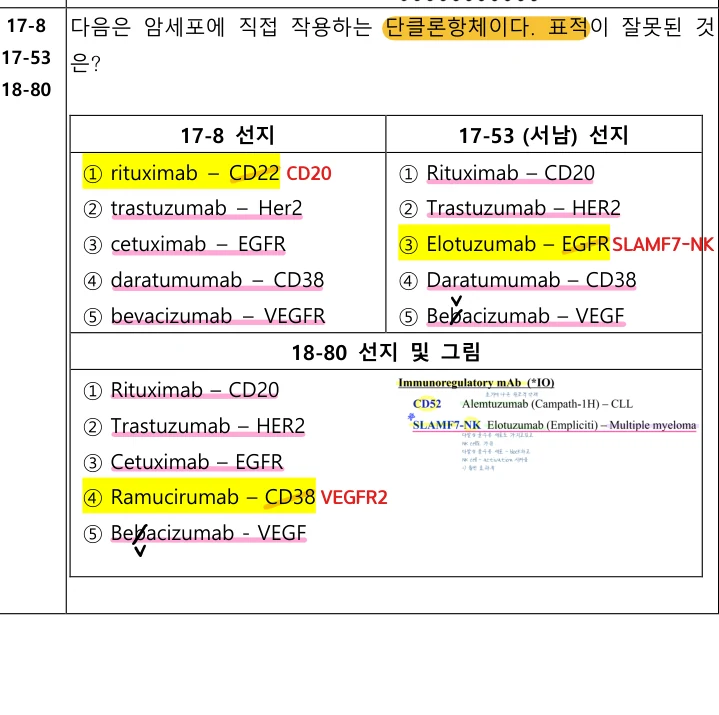 17-8
17-53
18-80
다음은 암세포에 직접 작용하는 단클론항체이다. 표적이 잘못된 것
은?
17-8 선지
① rituximab – CD22 CD20
② trastuzumab – Her2
③ cetuximab – EGFR
④ daratumumab – CD38
⑤ bevacizumab – VEGFR
17-53 (서남) 선지
① Rituximab – CD20
② Trastuzumab – HER2
③ Elotuzumab – EGFR SLAMF7-NK
④ Daratumumab – CD38
⑤ Bebacizumab – VEGF
v
18-80 선지 및 그림
① Rituximab – CD20
② Trastuzumab – HER2
③ Cetuximab – EGFR
④ Ramucirumab – CD38 VEGFR2
⑤ Bebacizumab - VEGF
v
Immunoregulatory mAb (*IO)
CD52 Alemtuzumab (Campath-1H) – CLL
*SLAMF7-NK Elotuzumab (Empliciti) – Multiple myeloma